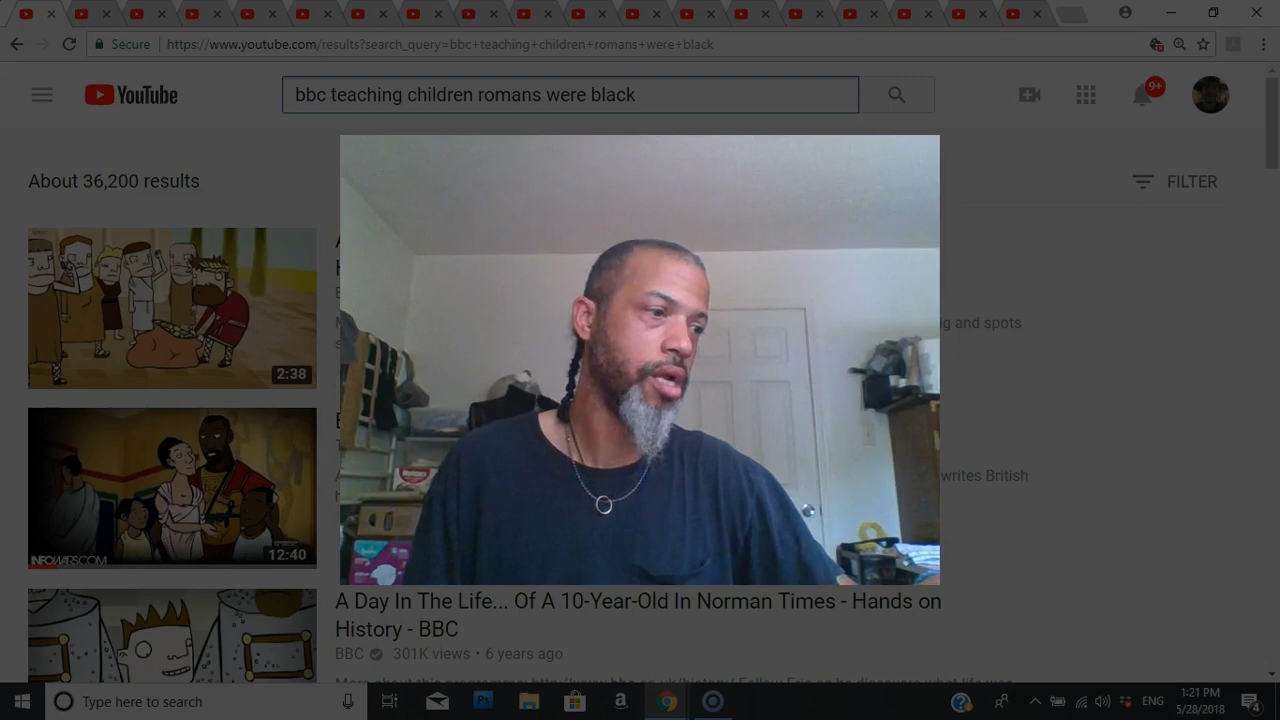 Secure https://www.youtube.com/results?search_query=bbc+teaching+children+romans+were+black
YouTube
bbc teaching children romans were black
9+
About 36,200 results
FILTER
2:38
g and spots
INFOWARS.COM
12:40
writes British
A Day In The Life... Of A 10-Year-Old In Norman Times - Hands on
History - BBC
BBC 301K views • 6 years ago
Type here to search
Ps
a
ENG
1:21 PM
5/28/2018
4